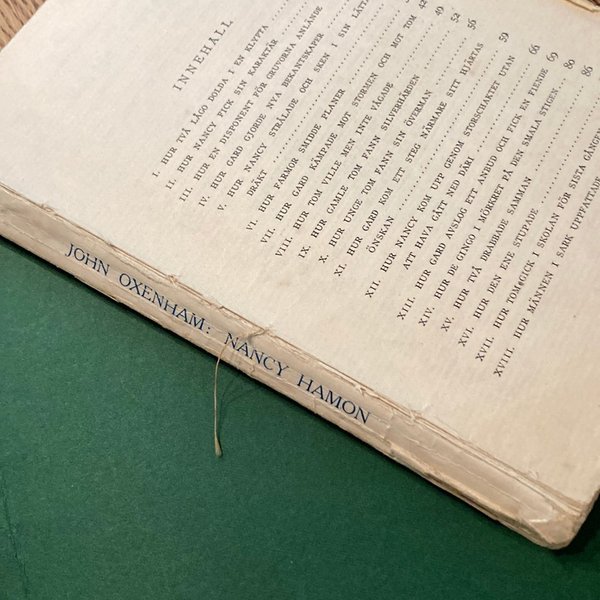 INNEHÅLL
I. HUR TVÅ LÅGO DOLDA I EN KLYFTA
II. HUR NANCY FICK SIN KARAKTÄR
III. HUR EN DISPONENT FÖR GRUVORNA ANLÄNDE
IV. HUR GARD GJORDE NYA BEKANTSKAPER
V. HUR NANCY STRÅLADE OCH SKEN I SIN LÄTTA
DRÄKT
VI. HUR FARMOR SMIDDE PLANER
VII. HUR GARD KÄMPADE MOT STORMEN OCH MOT TOM 42
VIII. HUR TOM VILLE MEN INTE VÅGADE 49
IX. HUR GAMLE TOM FANN SILVERHÄRDEN 52
X. HUR UNGE TOM FANN SIN ÖVERMAN 56
XI. HUR GARD KOM ETT STEG NÄRMARE SITT HJÄRTAS
ÖNSKAN 59
XII. HUR NANCY KOM UPP GENOM STORSCHAKTET UTAN
ATT HAVA GÅTT NED DÄRI 66
XIII. HUR GARD AVSLOG ETT ANBUD OCH FICK EN FIENDE 69
XIV. HUR DE GINGO I MÖRKRET PÅ DEN SMALA STIGEN 80
XV. HUR TVÅ DRABBADE SAMMAN 86
XVI. HUR DEN ENE STUPADE
XVII. HUR TOM GICK I SKOLAN FÖR SISTA GÅNGEN
XVIII. HUR MÄNNEN I SARK UPPFATTADE
JOHN OXENHAM: NANCY HAMON